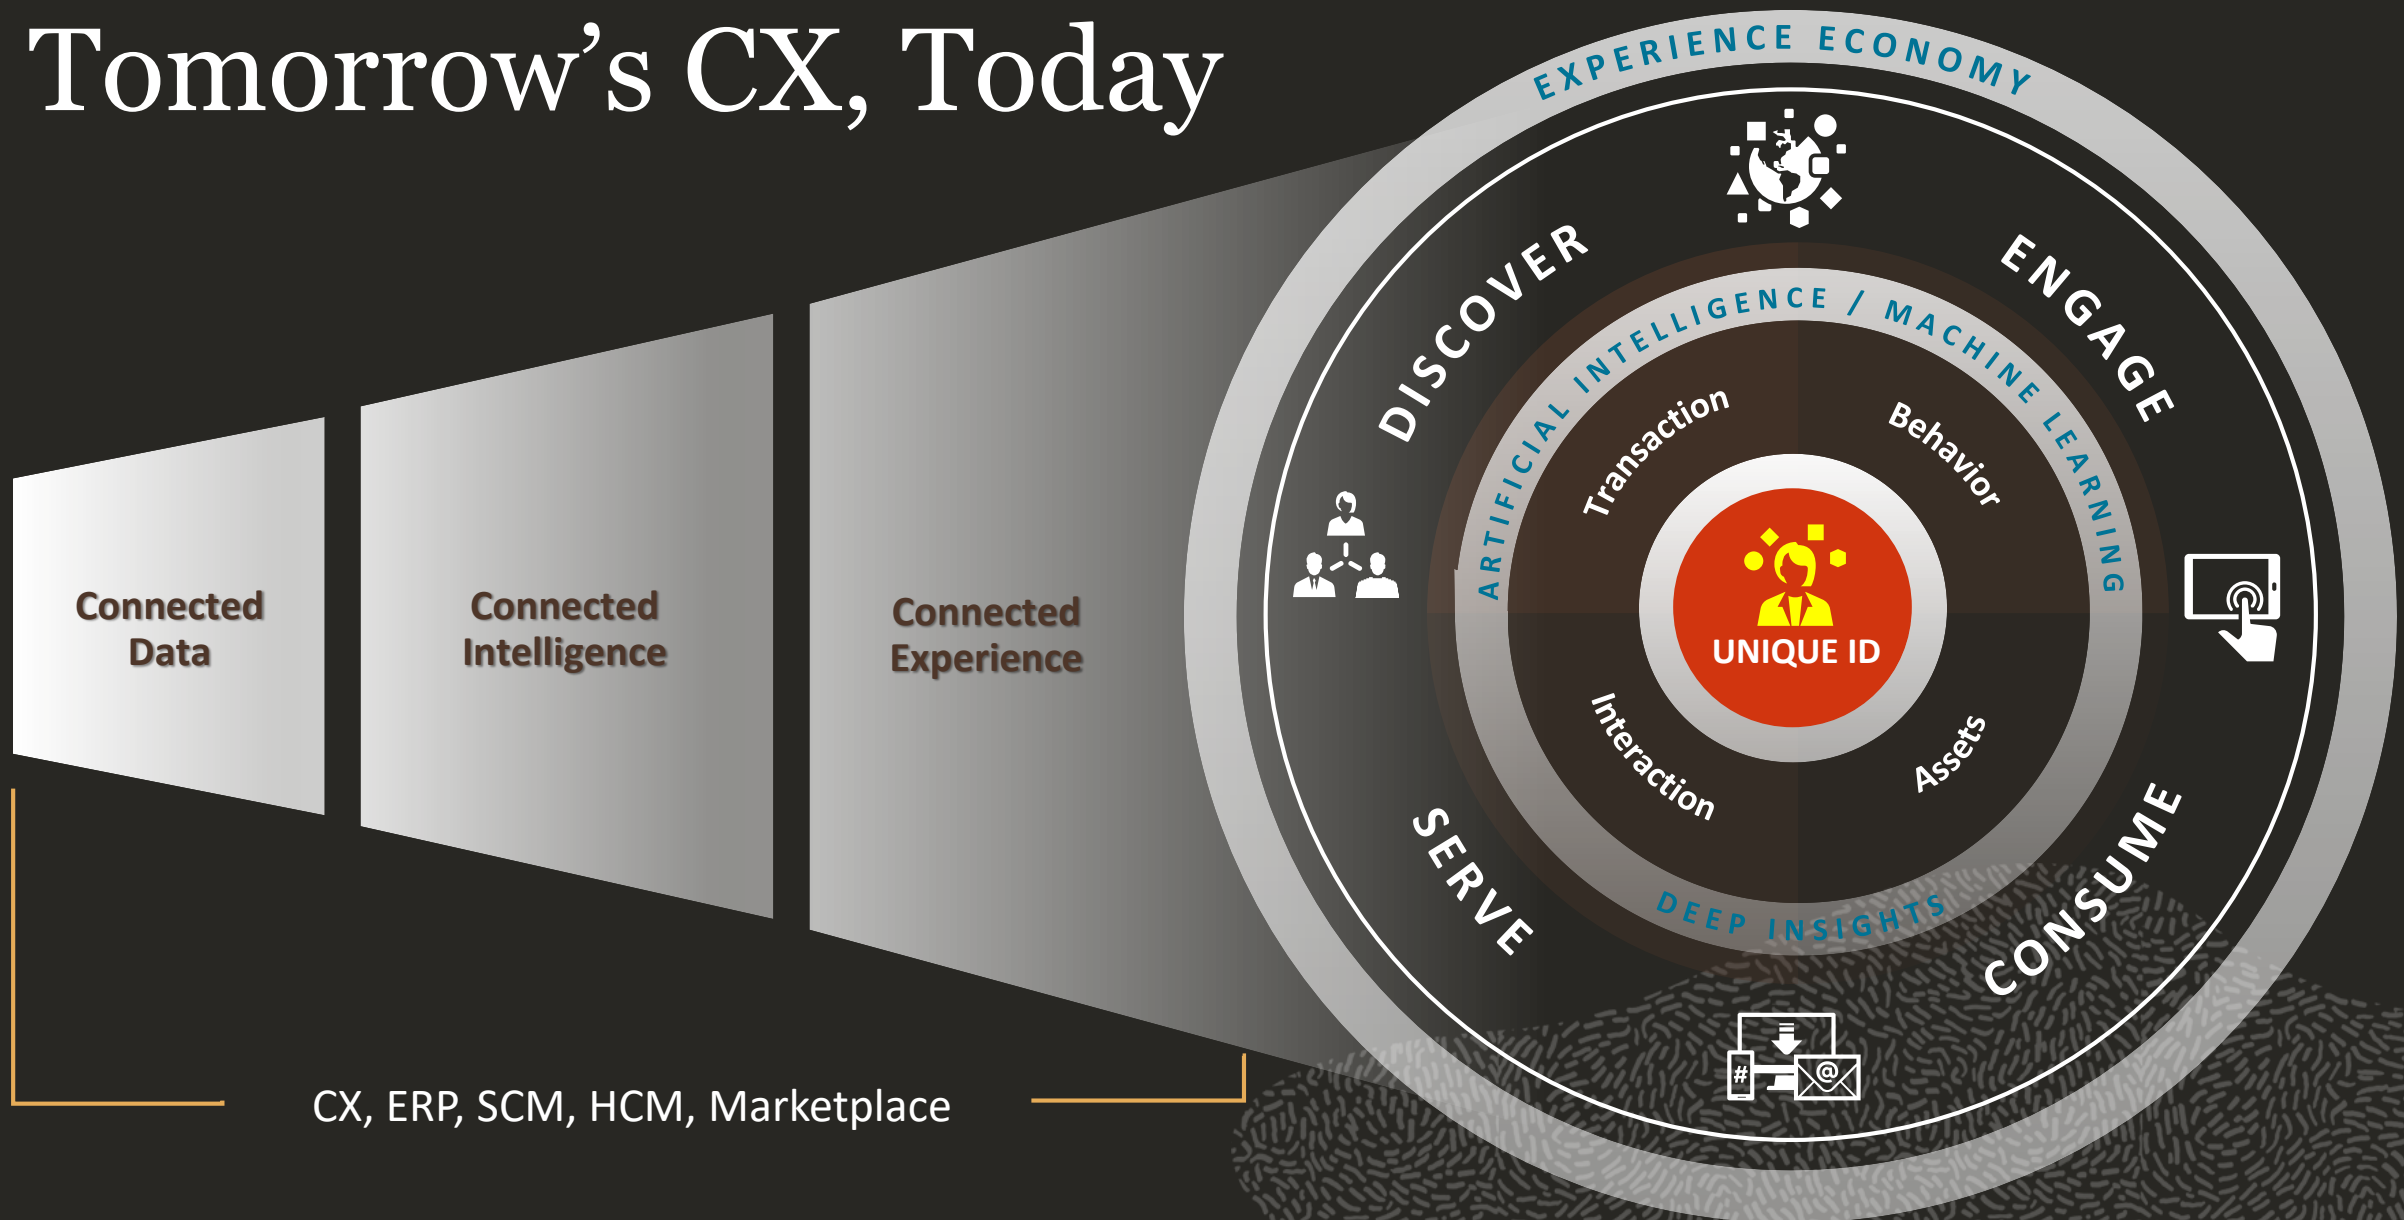 Tomorrow’s CX, Today
EXPERIENCE ECONOMY
DISCOVER
ENGAGE
ARTIFICIAL INTELLIGENCE / MACHINE LEARNING
Transaction
Behavior
Connected
Data
Connected
Intelligence
Connected
Experience
UNIQUE ID
Interaction
Assets
SERVE
CONSUME
DEEP INSIGHTS
#
@
CX, ERP, SCM, HCM, Marketplace